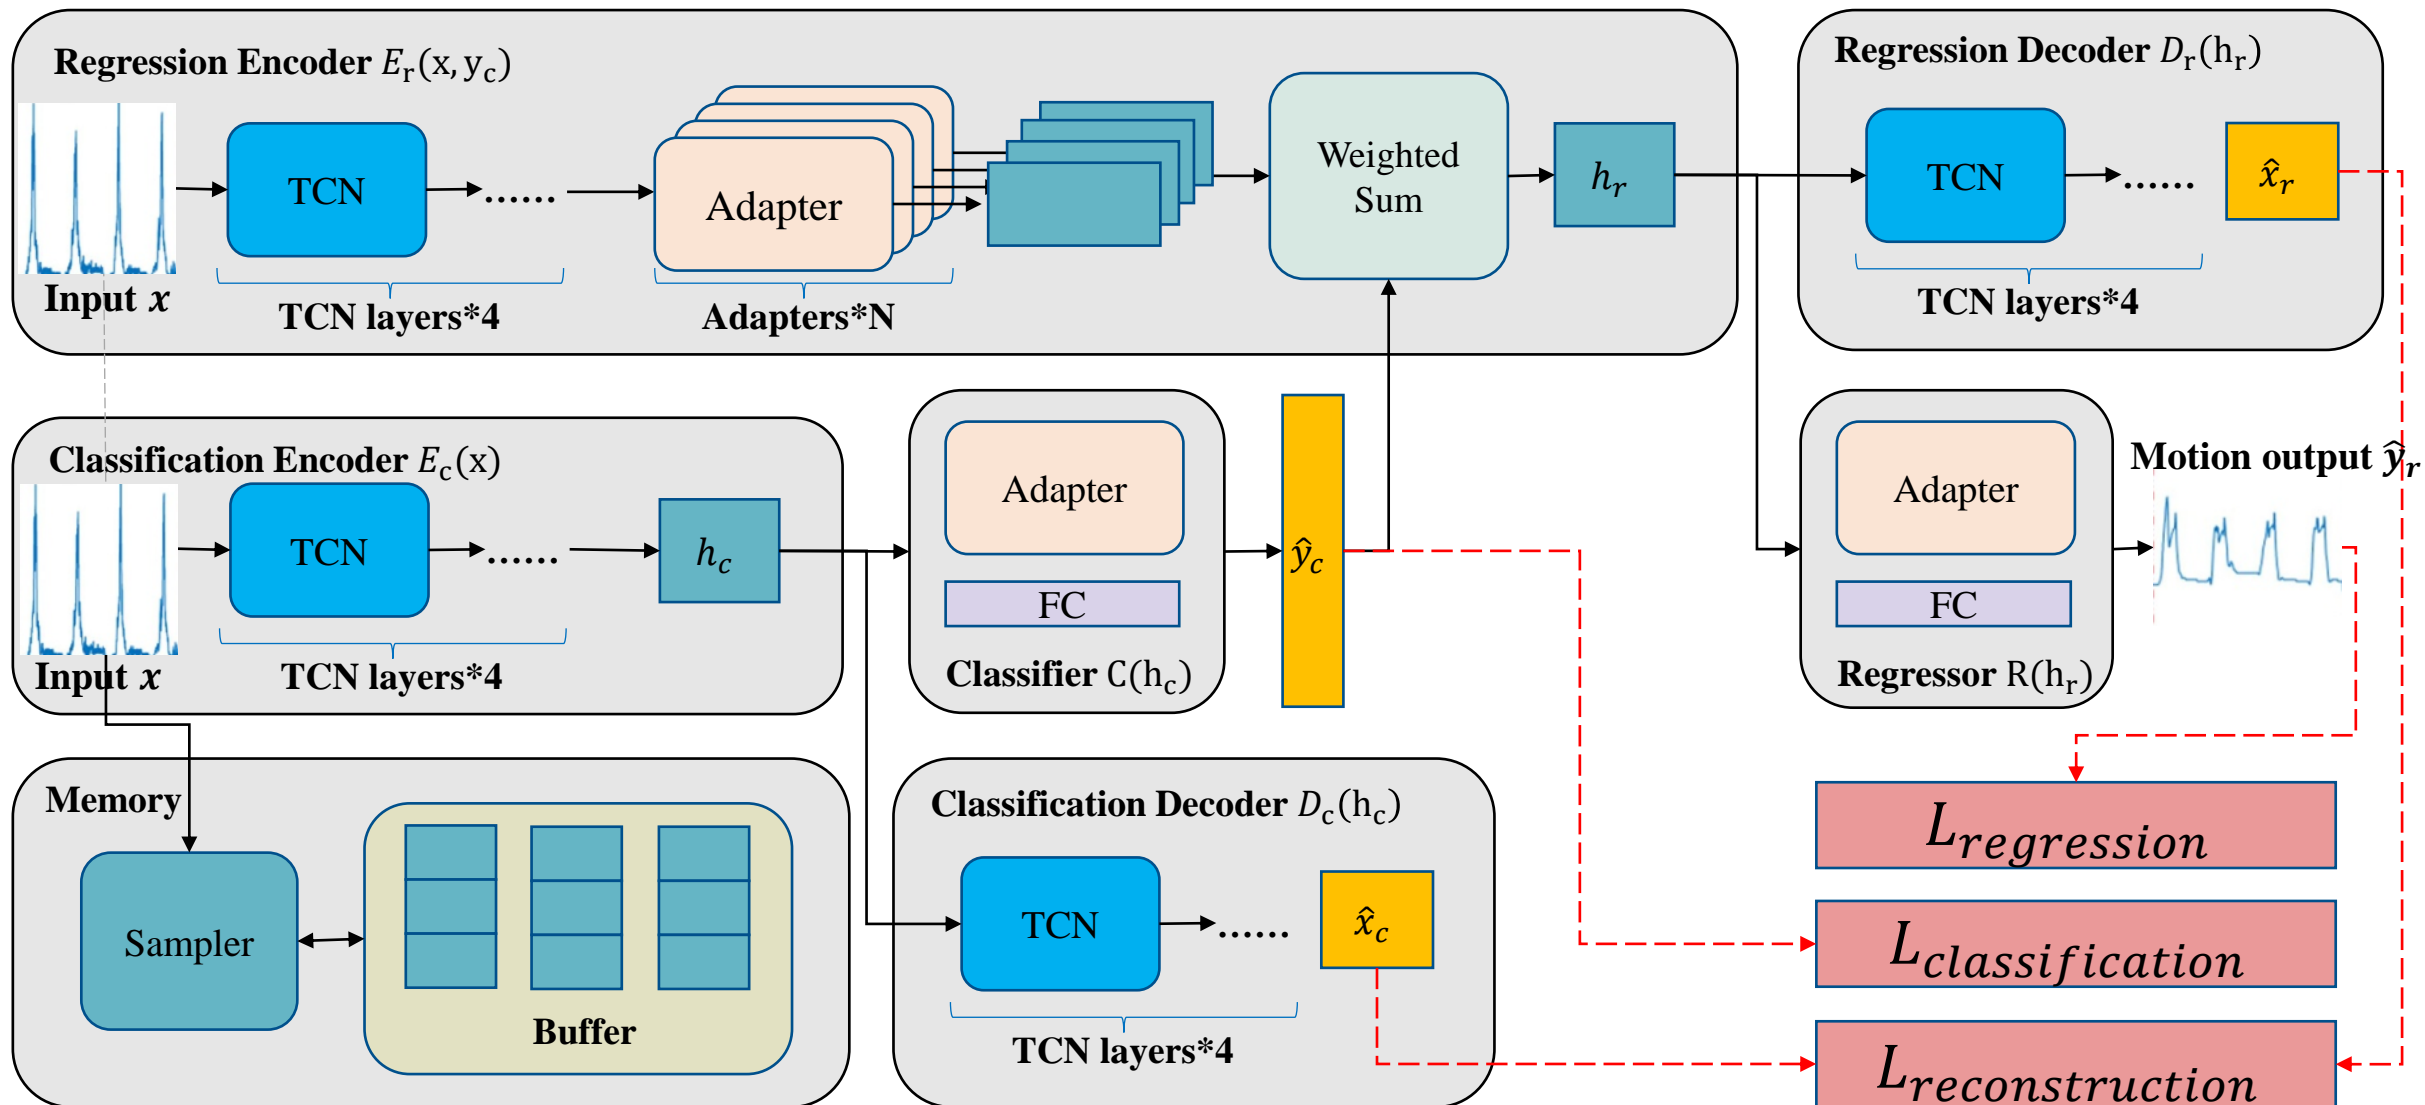 Regression Encoder E_r(x, y_c)
Input x
TCN
......
TCN layers*4
Adapter
Adapters*N
Weighted
Sum
h_r
Regression Decoder D_r(h_r)
TCN
......
x̂_r
TCN layers*4
Classification Encoder E_c(x)
Input x
TCN
......
TCN layers*4
h_c
Adapter
FC
Classifier C(h_c)
ŷ_c
Adapter
FC
Regressor R(h_r)
Motion output ŷ_r
Memory
Sampler
Buffer
Classification Decoder D_c(h_c)
TCN
......
x̂_c
TCN layers*4
L_regression
L_classification
L_reconstruction